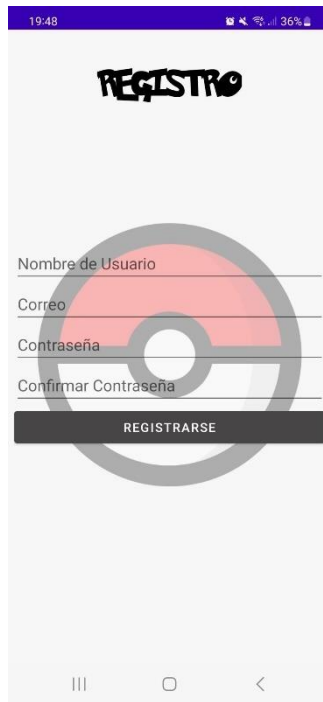 19:48 36%
REGISTRO
Nombre de Usuario
Correo
Contraseña
Confirmar Contraseña
REGISTRARSE